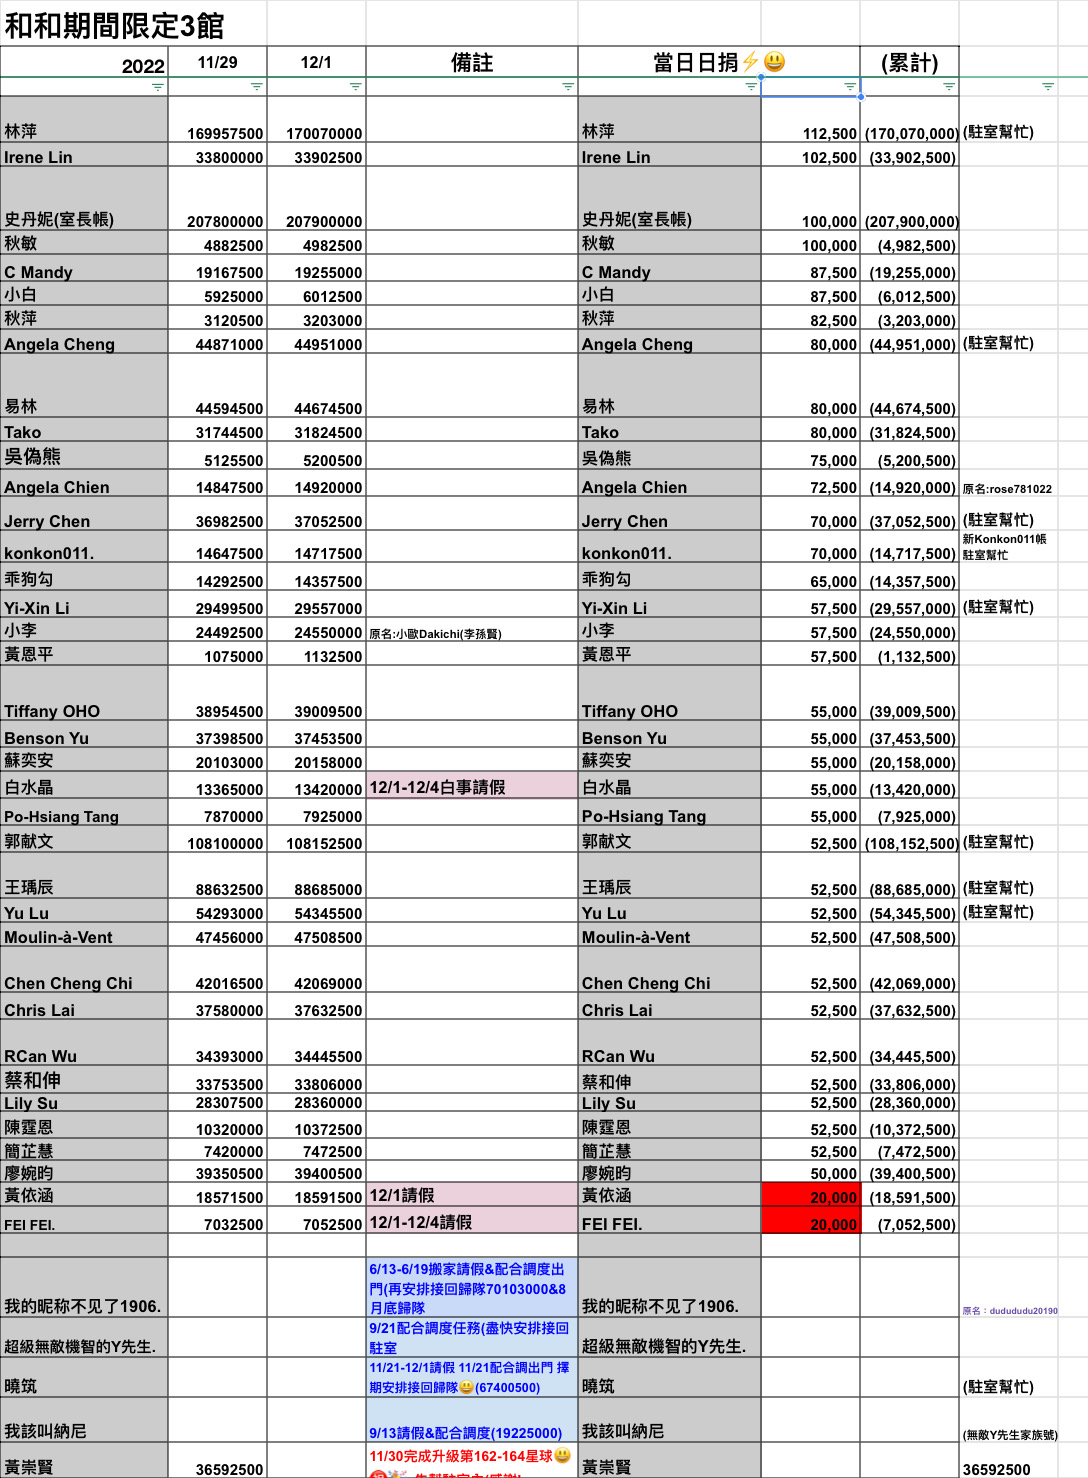 和和期間限定3館
2022 11/29 12/1 備註 當日日捐⚡😃 (累計)
林萍 169957500 170070000 林萍 112,500 (170,070,000) (駐室幫忙)
Irene Lin 33800000 33902500 Irene Lin 102,500 (33,902,500)
史丹妮(室長帳) 207800000 207900000 史丹妮(室長帳) 100,000 (207,900,000)
秋敏 4882500 4982500 秋敏 100,000 (4,982,500)
C Mandy 19167500 19255000 C Mandy 87,500 (19,255,000)
小白 5925000 6012500 小白 87,500 (6,012,500)
秋萍 3120500 3203000 秋萍 82,500 (3,203,000)
Angela Cheng 44871000 44951000 Angela Cheng 80,000 (44,951,000) (駐室幫忙)
易林 44594500 44674500 易林 80,000 (44,674,500)
Tako 31744500 31824500 Tako 80,000 (31,824,500)
吳偽熊 5125500 5200500 吳偽熊 75,000 (5,200,500)
Angela Chien 14847500 14920000 Angela Chien 72,500 (14,920,000) 原名:rose781022
Jerry Chen 36982500 37052500 Jerry Chen 70,000 (37,052,500) (駐室幫忙)
konkon011. 14647500 14717500 konkon011. 70,000 (14,717,500) 新Konkon011帳
駐室幫忙
乖狗勾 14292500 14357500 乖狗勾 65,000 (14,357,500)
Yi-Xin Li 29499500 29557000 Yi-Xin Li 57,500 (29,557,000) (駐室幫忙)
小李 24492500 24550000 原名:小歐Dakichi(李孫賢) 小李 57,500 (24,550,000)
黃恩平 1075000 1132500 黃恩平 57,500 (1,132,500)
Tiffany OHO 38954500 39009500 Tiffany OHO 55,000 (39,009,500)
Benson Yu 37398500 37453500 Benson Yu 55,000 (37,453,500)
蘇奕安 20103000 20158000 蘇奕安 55,000 (20,158,000)
白水晶 13365000 13420000 12/1-12/4白事請假 白水晶 55,000 (13,420,000)
Po-Hsiang Tang 7870000 7925000 Po-Hsiang Tang 55,000 (7,925,000)
郭献文 108100000 108152500 郭献文 52,500 (108,152,500) (駐室幫忙)
王瑀辰 88632500 88685000 王瑀辰 52,500 (88,685,000) (駐室幫忙)
Yu Lu 54293000 54345500 Yu Lu 52,500 (54,345,500) (駐室幫忙)
Moulin-à-Vent 47456000 47508500 Moulin-à-Vent 52,500 (47,508,500)
Chen Cheng Chi 42016500 42069000 Chen Cheng Chi 52,500 (42,069,000)
Chris Lai 37580000 37632500 Chris Lai 52,500 (37,632,500)
RCan Wu 34393000 34445500 RCan Wu 52,500 (34,445,500)
蔡和伸 33753500 33806000 蔡和伸 52,500 (33,806,000)
Lily Su 28307500 28360000 Lily Su 52,500 (28,360,000)
陳霆恩 10320000 10372500 陳霆恩 52,500 (10,372,500)
簡芷慧 7420000 7472500 簡芷慧 52,500 (7,472,500)
廖婉昀 39350500 39400500 廖婉昀 50,000 (39,400,500)
黃依涵 18571500 18591500 12/1請假 黃依涵 20,000 (18,591,500)
FEI FEI. 7032500 7052500 12/1-12/4請假 FEI FEI. 20,000 (7,052,500)
6/13-6/19搬家請假&配合調度出
門(再安排接回歸隊70103000&8
月底歸隊
我的昵称不见了1906. 我的昵称不见了1906. 原名：dudududu20190
9/21配合調度任務(盡快安排接回
駐室
超級無敵機智的Y先生. 超級無敵機智的Y先生.
11/21-12/1請假 11/21配合調出門 擇
期安排接回歸隊😃(67400500)
曉筑 曉筑 (駐室幫忙)
我該叫納尼 9/13請假&配合調度(19225000) 我該叫納尼 (無敵Y先生家族號)
11/30完成升級第162-164星球😃
黃崇賢 36592500 黃崇賢 36592500